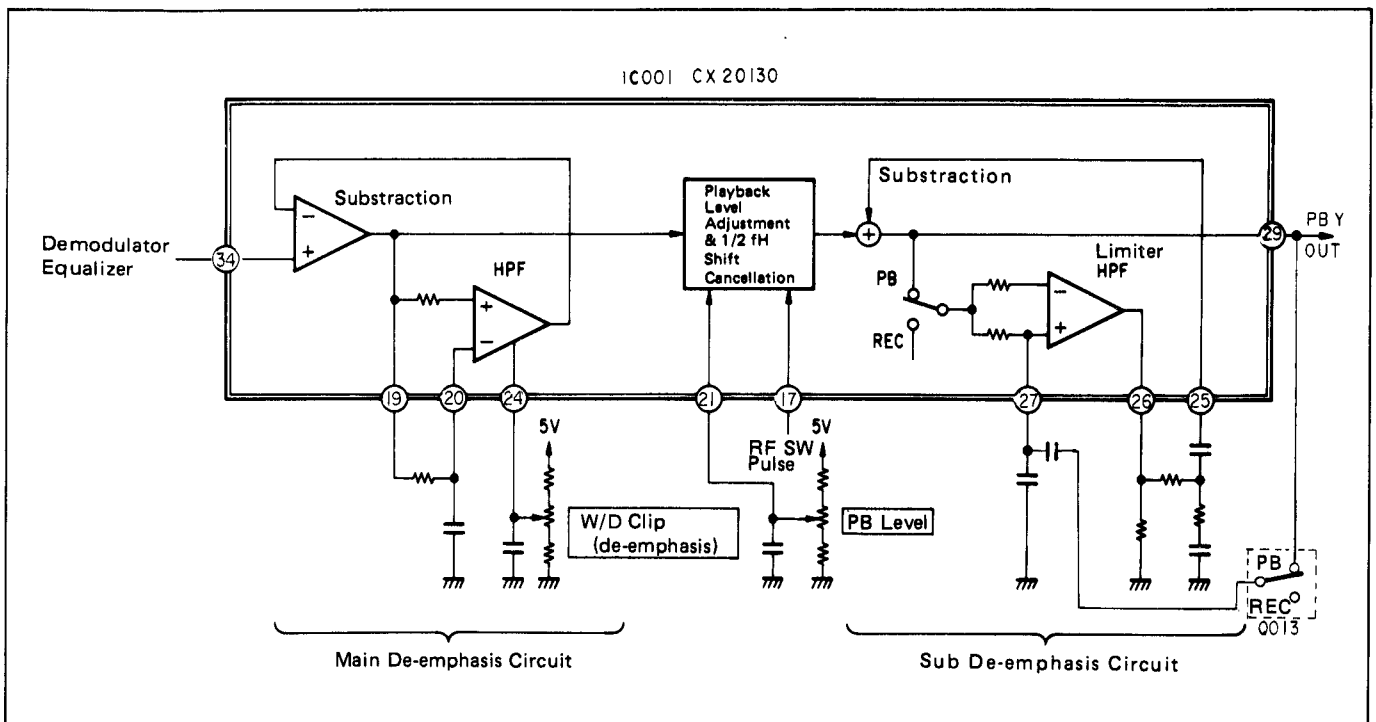 IC001 CX20130
Substraction
Demodulator
Equalizer
34
HPF
Playback
Level
Adjustment
& 1/2 fH
Shift
Cancellation
Substraction
PB
REC
Limiter
HPF
29
PB Y
OUT
19
20
24
21
17
27
26
25
5V
W/D Clip
(de-emphasis)
RF SW
Pulse
5V
PB Level
PB
REC
Q013
Main De-emphasis Circuit
Sub De-emphasis Circuit